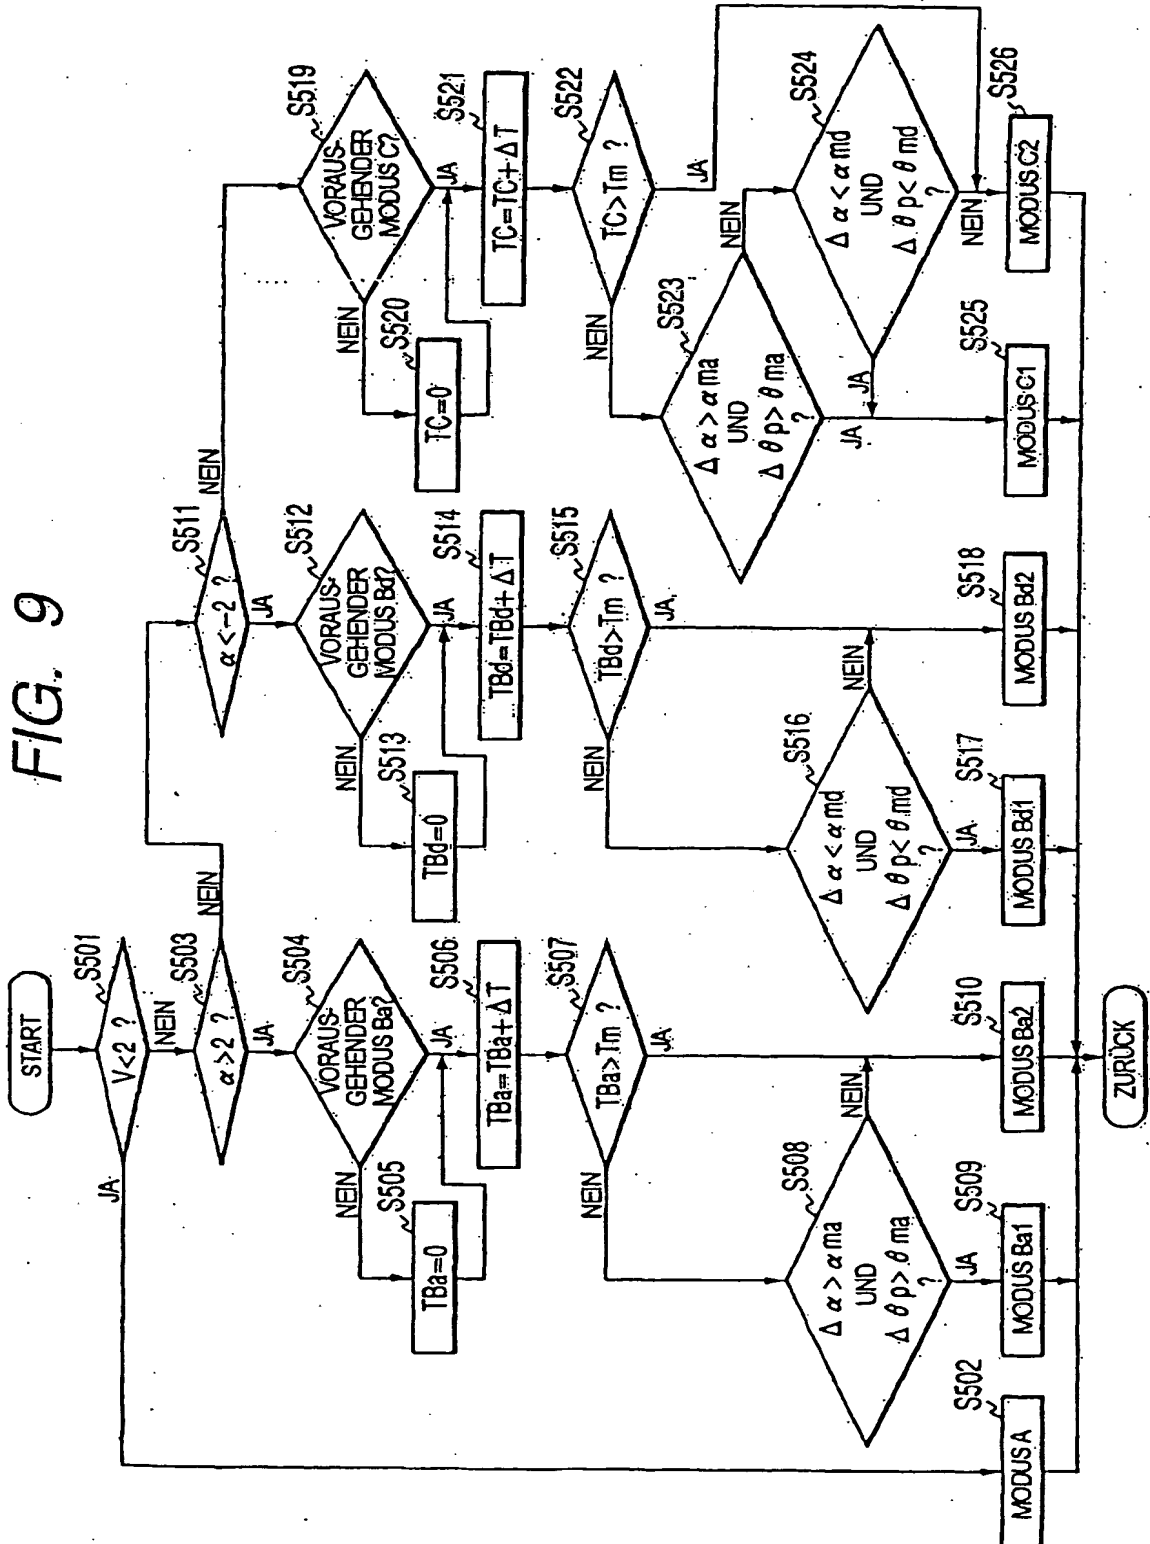 FIG. 9
START
S501
V<2 ?
JA
NEIN
S503
α>2 ?
NEIN
JA
S504
VORAUS-
GEHENDER
MODUS Ba?
NEIN
S505
TBa=0
JA
S506
TBa=TBa+ΔT
S507
TBa>Tm ?
NEIN
JA
S508
Δα>αma
UND
Δθp>θma
?
NEIN
JA
S502
MODUS A
S509
MODUS Ba1
S510
MODUS Ba2
S511
α<-2 ?
NEIN
JA
S512
VORAUS-
GEHENDER
MODUS Bd?
NEIN
S513
TBd=0
JA
S514
TBd=TBd+ΔT
S515
TBd>Tm ?
NEIN
JA
S516
Δα<αmd
UND
Δθp<θmd
?
NEIN
JA
S517
MODUS Bd1
S518
MODUS Bd2
S519
VORAUS-
GEHENDER
MODUS C?
NEIN
S520
TC=0
JA
S521
TC=TC+ΔT
S522
TC>Tm ?
NEIN
JA
S523
Δα>αma
UND
Δθp>θma
?
NEIN
JA
S524
Δα<αmd
UND
Δθp<θmd
?
JA
NEIN
S525
MODUS C1
S526
MODUS C2
ZURÜCK